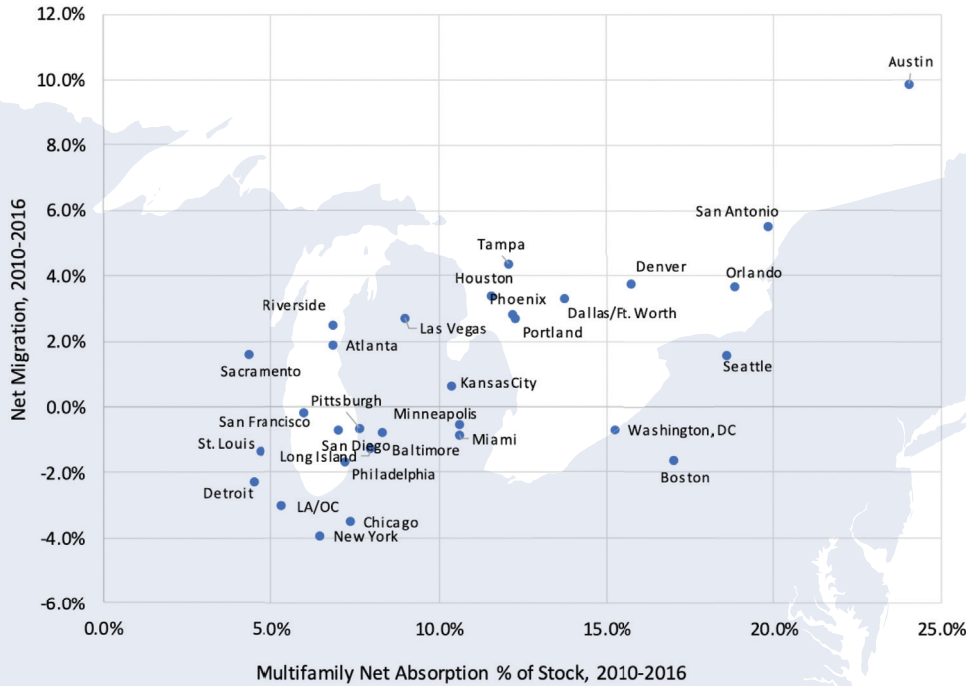 12.0%
Austin
10.0%
8.0%
6.0%
San Antonio
Tampa
Denver
Orlando
4.0%
Houston
Phoenix
Riverside
Dallas/Ft. Worth
Las Vegas
Portland
Atlanta
2.0%
Seattle
Sacramento
KansasCity
0.0%
Pittsburgh
Minneapolis
San Francisco
Washington, DC
St. Louis
San Diego
Miami
Long Island
Baltimore
-2.0%
Philadelphia
Boston
Detroit
LA/OC
Chicago
-4.0%
New York
-6.0%
0.0%
5.0%
10.0%
15.0%
20.0%
25.0%
Net Migration, 2010-2016
Multifamily Net Absorption % of Stock, 2010-2016